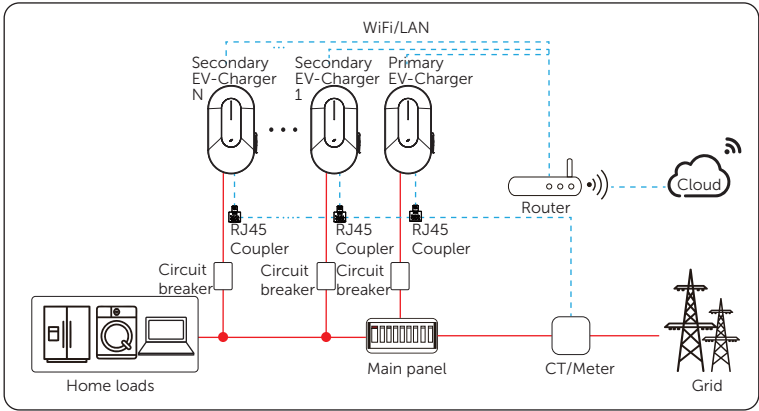 WiFi/LAN
...
Secondary
EV-Charger
N
Secondary
EV-Charger
1
Primary
EV-Charger
Cloud
Router
RJ45
Coupler
RJ45
Coupler
RJ45
Coupler
Circuit
breaker
Circuit
breaker
Circuit
breaker
Home loads
Main panel
CT/Meter
Grid